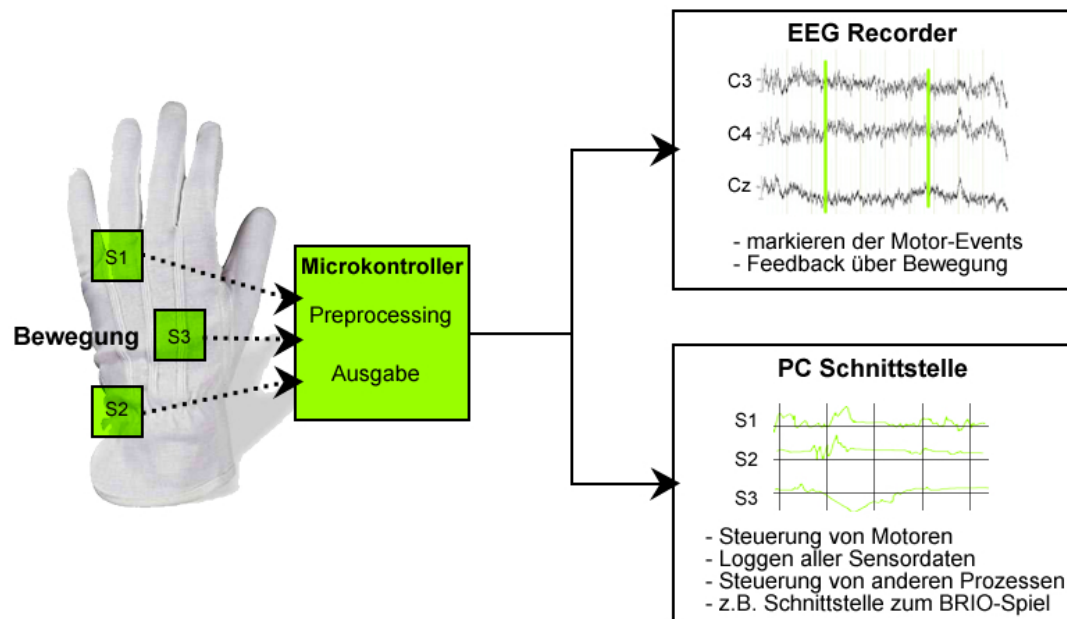 EEG Recorder
C3
C4
Cz
- markieren der Motor-Events
- Feedback über Bewegung
S1
Bewegung
S3
S2
Microkontroller
Preprocessing
Ausgabe
PC Schnittstelle
S1
S2
S3
- Steuerung von Motoren
- Loggen aller Sensordaten
- Steuerung von anderen Prozessen
- z.B. Schnittstelle zum BRIO-Spiel